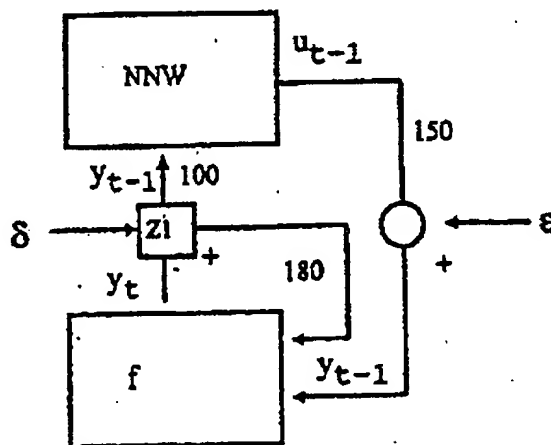 u_{t-1}
NNW
150
y_{t-1} 100
δ zi ε
+ +
y_t 180
f y_{t-1}